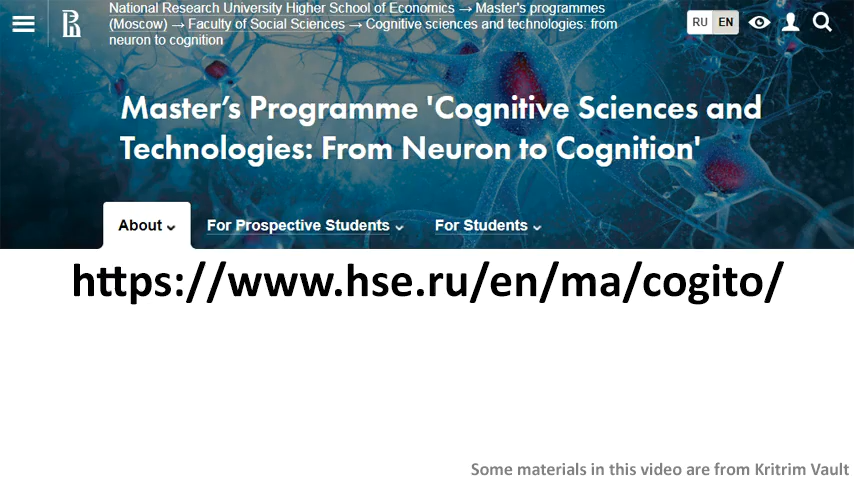 National Research University Higher School of Economics → Master's programmes
(Moscow) → Faculty of Social Sciences → Cognitive sciences and technologies: from
neuron to cognition
RU EN
Master’s Programme 'Cognitive Sciences and
Technologies: From Neuron to Cognition'
About For Prospective Students For Students
https://www.hse.ru/en/ma/cogito/
Some materials in this video are from Kritrim Vault